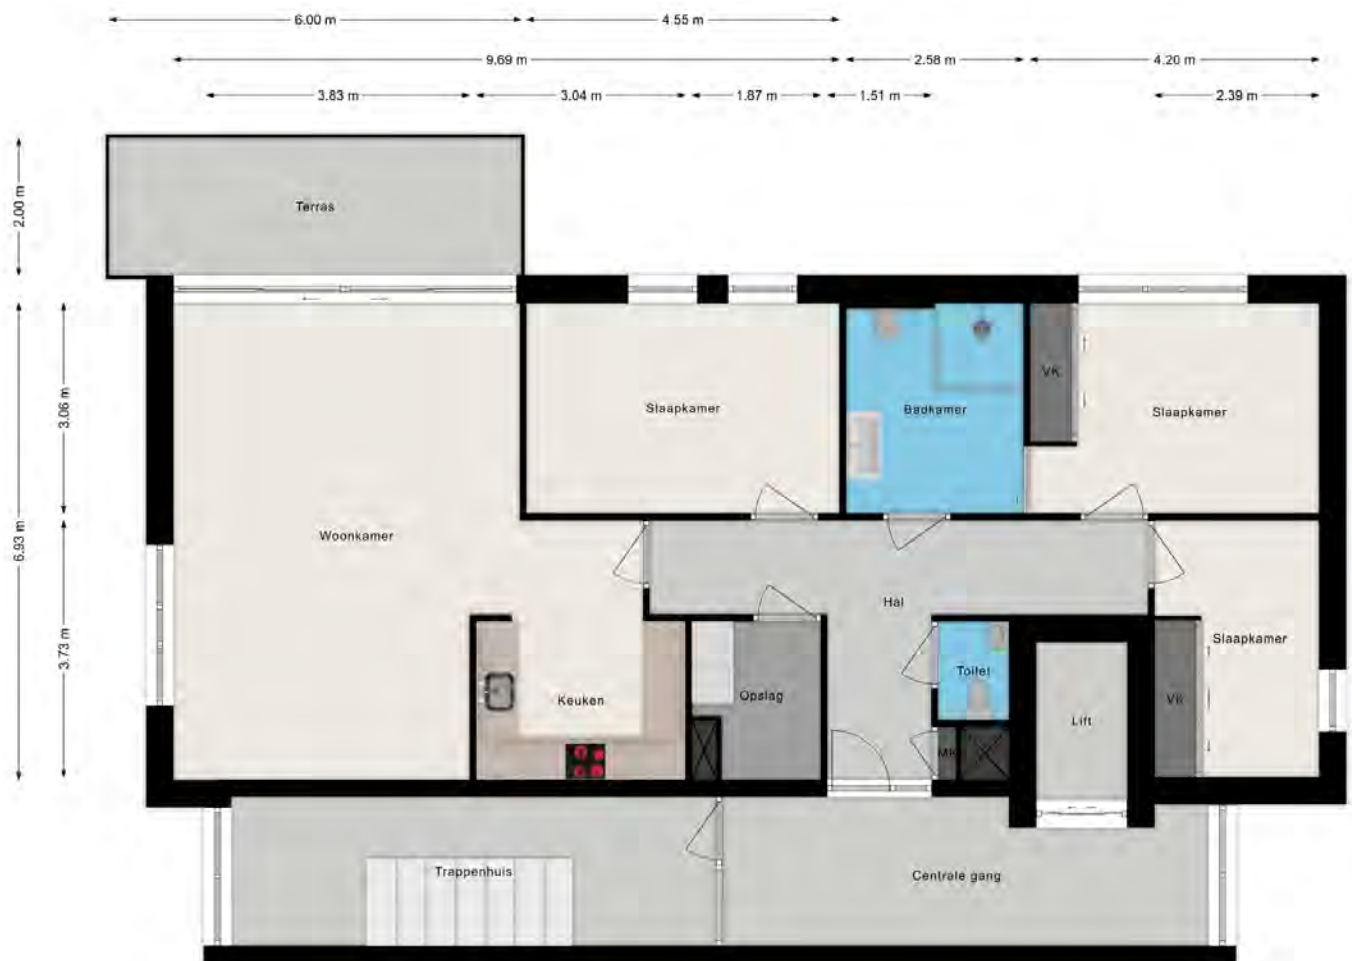 6.00 m
4.55 m
9.69 m
2.58 m
4.20 m
3.83 m
3.04 m
1.87 m
1.51 m
2.39 m
2.00 m
Terras
3.06 m
6.93 m
3.73 m
Slaapkamer
Badkamer
VK
Slaapkamer
Woonkamer
Hal
Slaapkamer
Keuken
Opslag
Toilet
Lift
VK
MK
Trappenhuis
Centrale gang